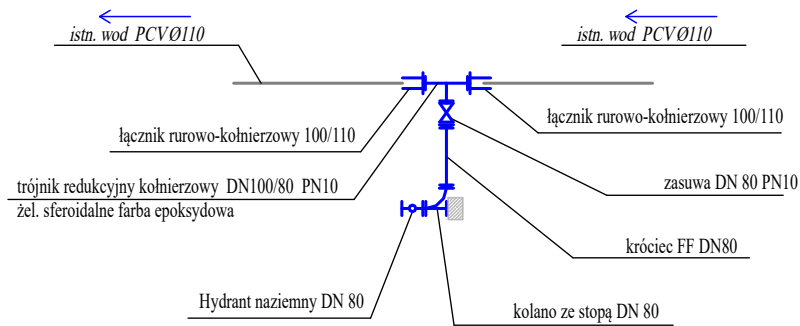 istn. wod PCVØ110
istn. wod PCVØ110
łącznik rurowo-kołnierzowy 100/110
łącznik rurowo-kołnierzowy 100/110
trójnik redukcyjny kołnierzowy DN100/80 PN10
żel. sferoidalne farba epoksydowa
zasuwa DN 80 PN10
króciec FF DN80
Hydrant naziemny DN 80
kolano ze stopą DN 80